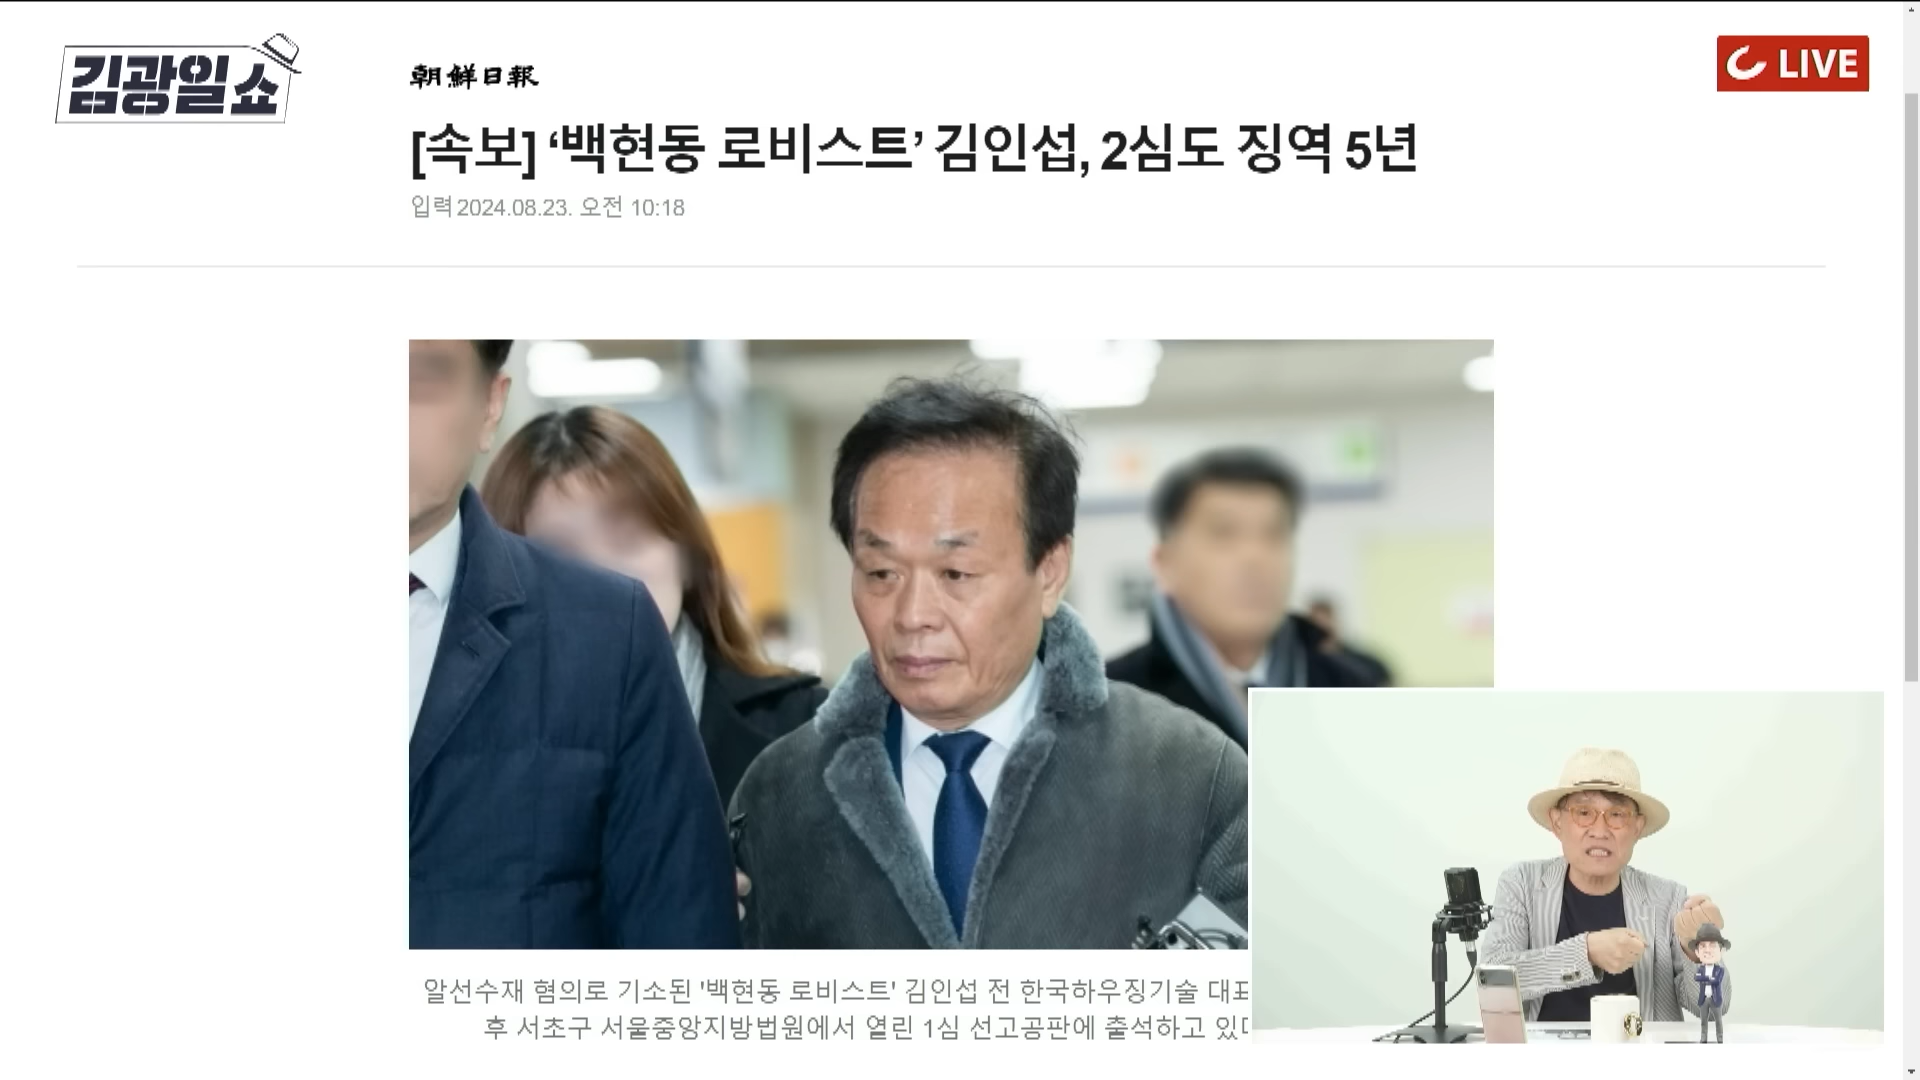 김광일쇼
LIVE
朝鮮日報
[속보] ‘백현동 로비스트’ 김인섭, 2심도 징역 5년
입력 2024.08.23. 오전 10:18
알선수재 혐의로 기소된 '백현동 로비스트' 김인섭 전 한국하우징기술 대표
후 서초구 서울중앙지방법원에서 열린 1심 선고공판에 출석하고 있